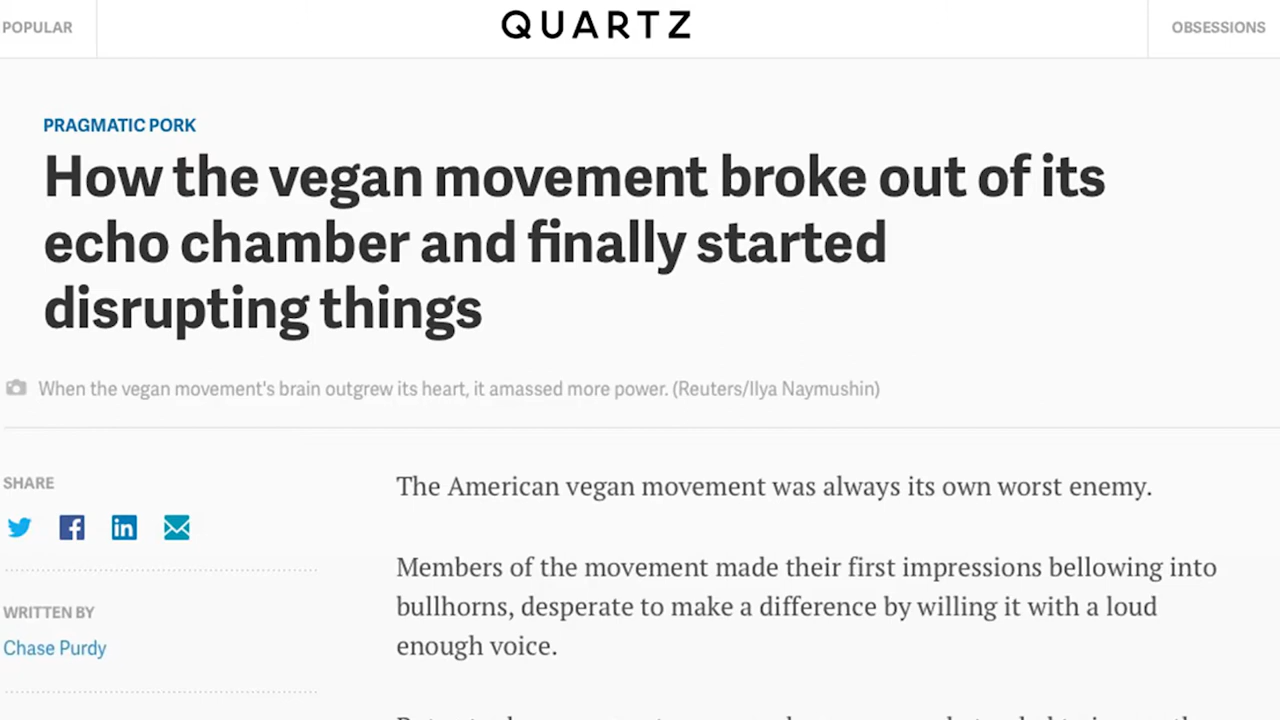 POPULAR
QUARTZ
OBSESSIONS
PRAGMATIC PORK
How the vegan movement broke out of its
echo chamber and finally started
disrupting things
When the vegan movement's brain outgrew its heart, it amassed more power. (Reuters/Ilya Naymushin)
SHARE
The American vegan movement was always its own worst enemy.
Members of the movement made their first impressions bellowing into
bullhorns, desperate to make a difference by willing it with a loud
enough voice.
WRITTEN BY
Chase Purdy